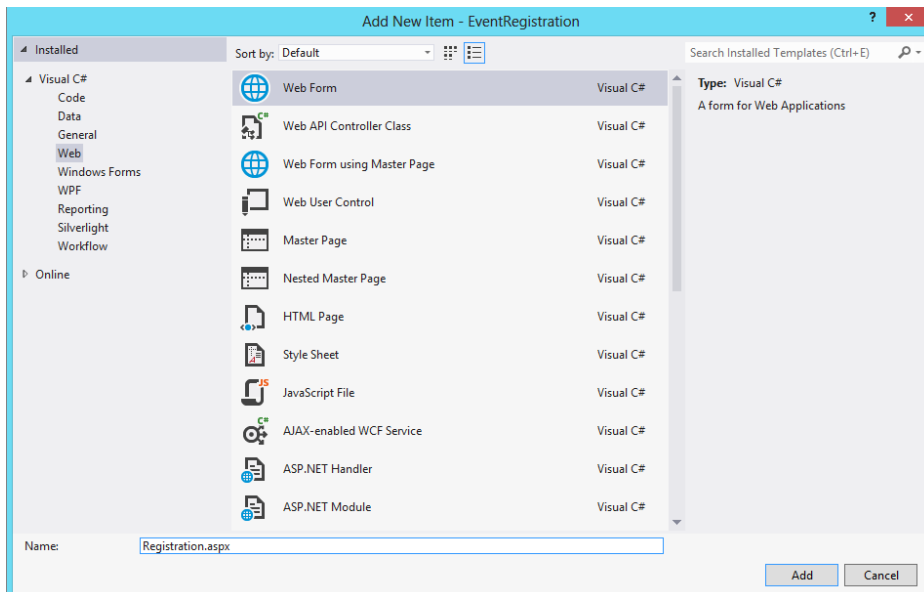 Add New Item - EventRegistration
? ×
Installed
Sort by: Default
Search Installed Templates (Ctrl+E)
Visual C#
Code
Data
General
Web
Windows Forms
WPF
Reporting
Silverlight
Workflow
Online
Web Form Visual C#
C# Web API Controller Class Visual C#
Web Form using Master Page Visual C#
Web User Control Visual C#
Master Page Visual C#
Nested Master Page Visual C#
HTML Page Visual C#
Style Sheet Visual C#
JS JavaScript File Visual C#
C# AJAX-enabled WCF Service Visual C#
ASP.NET Handler Visual C#
ASP.NET Module Visual C#
Type: Visual C#
A form for Web Applications
Name: Registration.aspx
Add Cancel